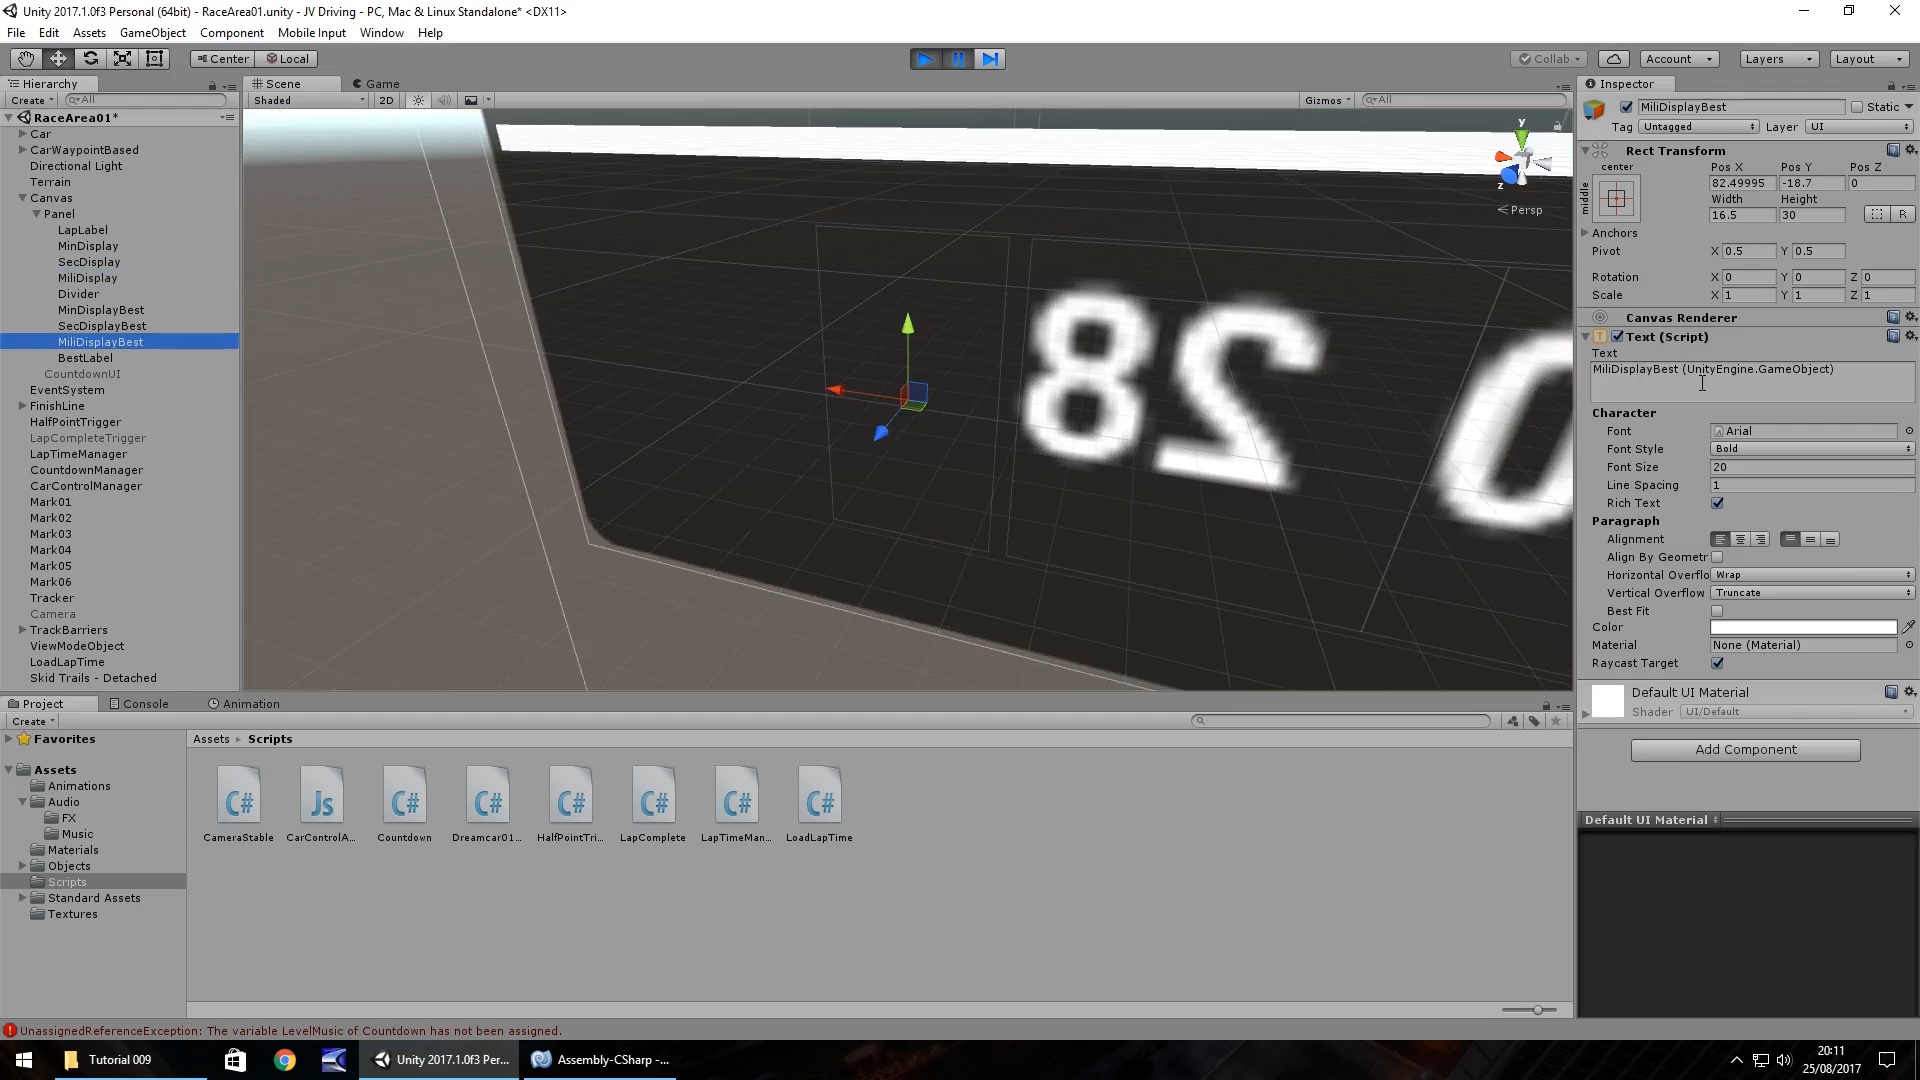 Unity 2017.1.0f3 Personal (64bit) - RaceArea01.unity - JV Driving - PC, Mac & Linux Standalone* <DX11>
File Edit Assets GameObject Component Mobile Input Window Help
Center Local Collab Account Layers Layout
Hierarchy
Create All
RaceArea01*
Car
CarWaypointBased
Directional Light
Terrain
Canvas
Panel
LapLabel
MinDisplay
SecDisplay
MiliDisplay
Divider
MinDisplayBest
SecDisplayBest
MiliDisplayBest
BestLabel
CountdownUI
EventSystem
FinishLine
HalfPointTrigger
LapCompleteTrigger
LapTimeManager
CountdownManager
CarControlManager
Mark01
Mark02
Mark03
Mark04
Mark05
Mark06
Tracker
Camera
TrackBarriers
ViewModeObject
LoadLapTime
Skid Trails - Detached
Scene Game
Shaded 2D Gizmos All
y
z
Persp
82
0
Inspector
MiliDisplayBest Static
Tag Untagged Layer UI
Rect Transform
center Pos X Pos Y Pos Z
middle 82.49995 -18.7 0
Width Height
16.5 30 R
Anchors
Pivot X 0.5 Y 0.5
Rotation X 0 Y 0 Z 0
Scale X 1 Y 1 Z 1
Canvas Renderer
Text (Script)
Text
MiliDisplayBest (UnityEngine.GameObject)
Character
Font Arial
Font Style Bold
Font Size 20
Line Spacing 1
Rich Text
Paragraph
Alignment
Align By Geometr
Horizontal Overflo Wrap
Vertical Overflow Truncate
Best Fit
Color
Material None (Material)
Raycast Target
Default UI Material
Shader UI/Default
Add Component
Default UI Material
Project Console Animation
Create
Favorites
Assets
Animations
Audio
FX
Music
Materials
Objects
Scripts
Standard Assets
Textures
Assets Scripts
C# Js C# C# C# C# C# C#
CameraStable CarControlA... Countdown Dreamcar01... HalfPointTri... LapComplete LapTimeMan... LoadLapTime
UnassignedReferenceException: The variable LevelMusic of Countdown has not been assigned.
Tutorial 009 Unity 2017.1.0f3 Per... Assembly-CSharp -...
20:11
25/08/2017